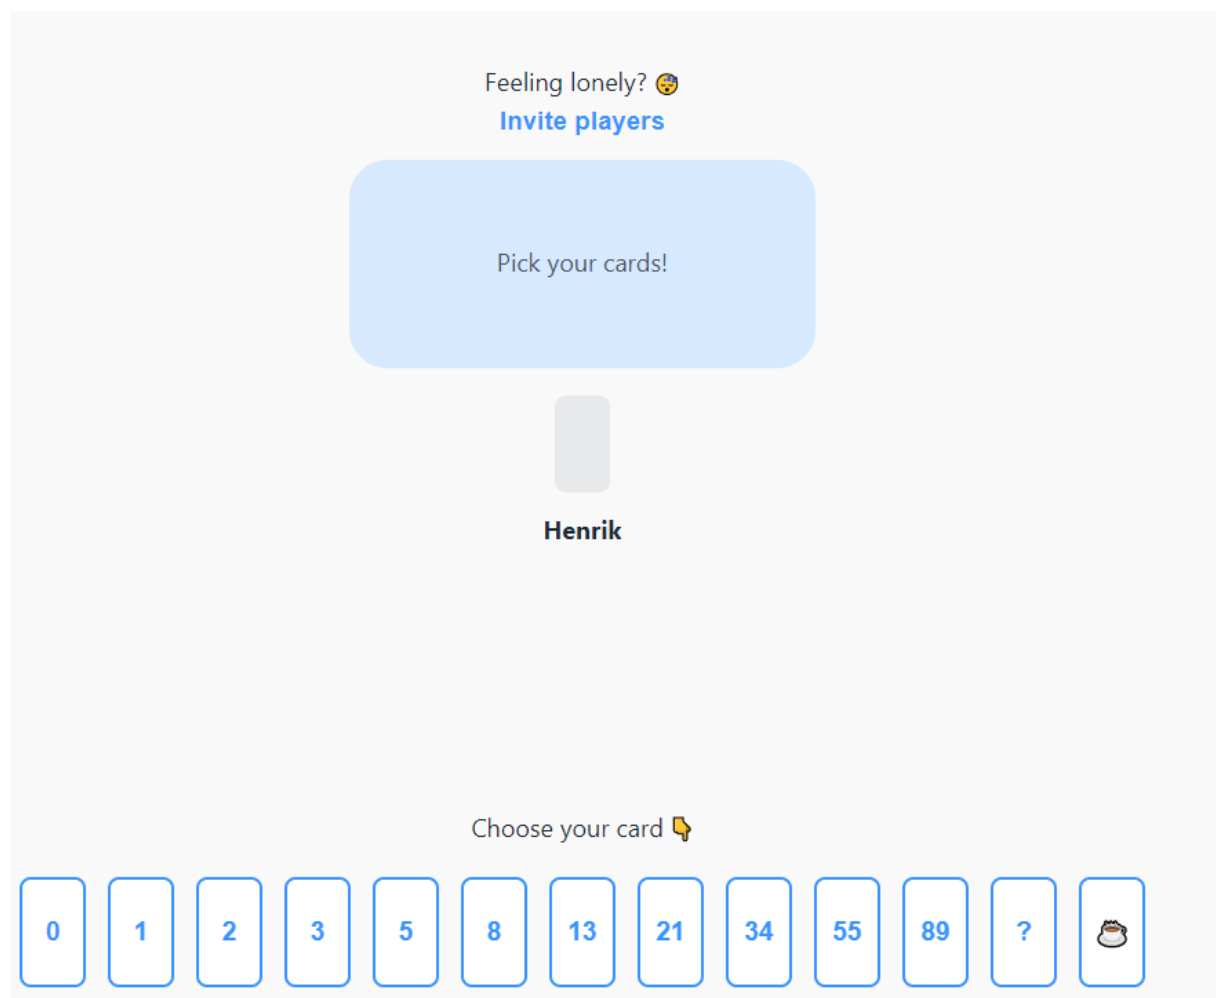 Feeling lonely? 😴
Invite players
Pick your cards!
Henrik
Choose your card 👇
0 1 2 3 5 8 13 21 34 55 89 ? ☕